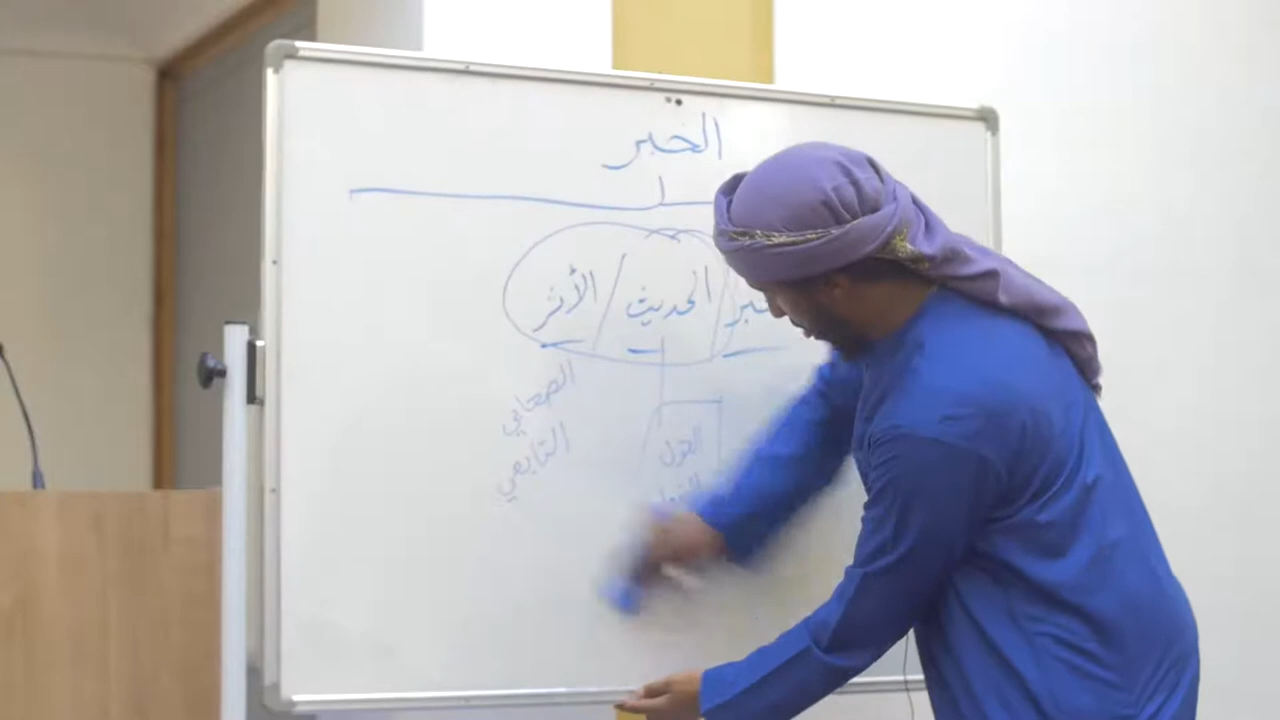 الخبر
الحديث / الأثر
الصحابي
التابعي
القول